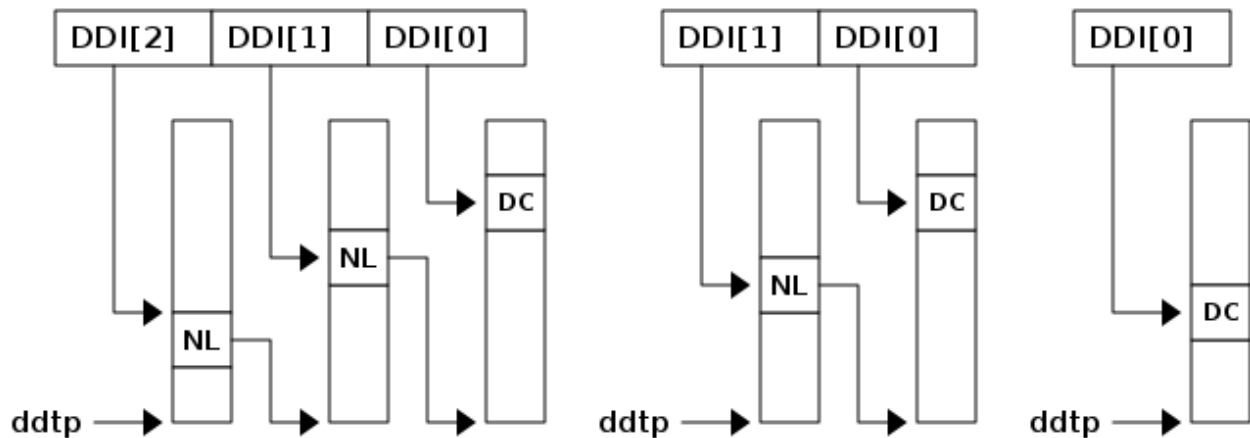 DDI[2] DDI[1] DDI[0] DDI[1] DDI[0] DDI[0]
DC DC
NL
NL DC
NL
ddtp ddtp ddtp